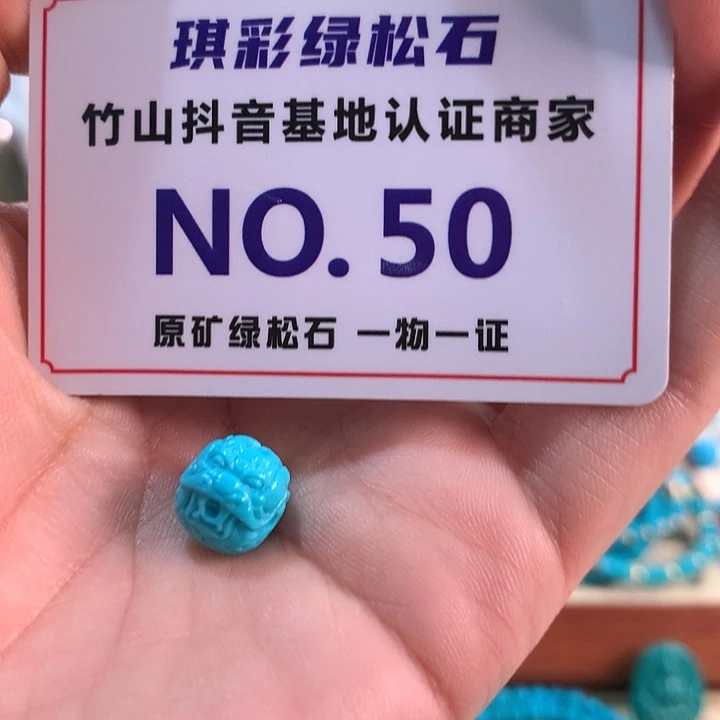 琪彩绿松石
竹山抖音基地认证商家
NO. 50
原矿绿松石 一物一证